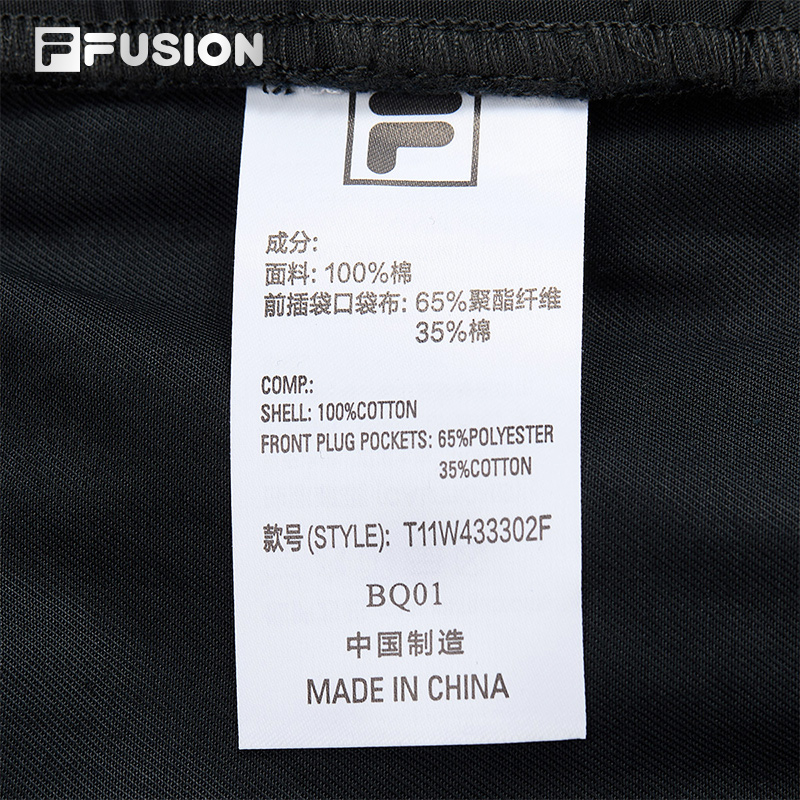 FUSION
成分:
面料: 100%棉
前插袋口袋布: 65%聚酯纤维
35%棉
COMP.:
SHELL: 100%COTTON
FRONT PLUG POCKETS: 65%POLYESTER
35%COTTON
款号(STYLE): T11W433302F
BQ01
中国制造
MADE IN CHINA